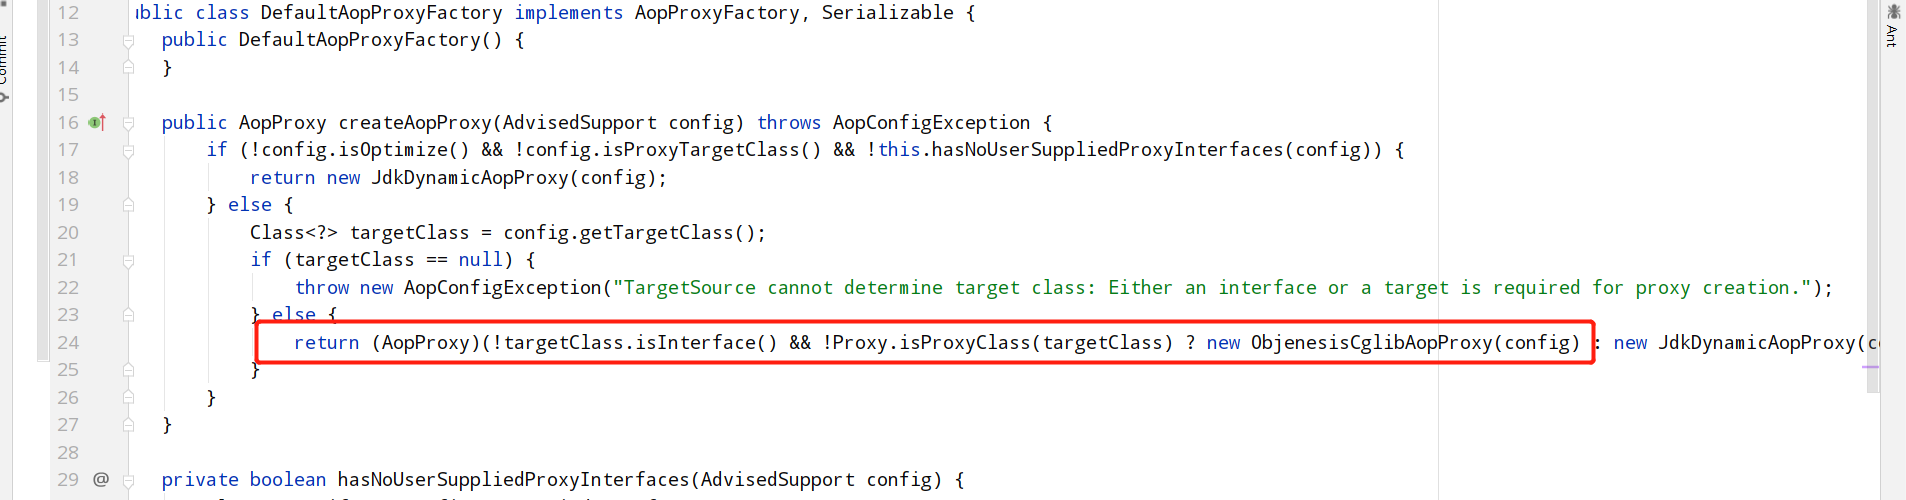 Commit
Ant
12 ublic class DefaultAopProxyFactory implements AopProxyFactory, Serializable {
13 public DefaultAopProxyFactory() {
14 }
15
16 public AopProxy createAopProxy(AdvisedSupport config) throws AopConfigException {
17 if (!config.isOptimize() && !config.isProxyTargetClass() && !this.hasNoUserSuppliedProxyInterfaces(config)) {
18 return new JdkDynamicAopProxy(config);
19 } else {
20 Class<?> targetClass = config.getTargetClass();
21 if (targetClass == null) {
22 throw new AopConfigException("TargetSource cannot determine target class: Either an interface or a target is required for proxy creation.");
23 } else {
24 return (AopProxy)(!targetClass.isInterface() && !Proxy.isProxyClass(targetClass) ? new ObjenesisCglibAopProxy(config) : new JdkDynamicAopProxy(c
25 }
26 }
27 }
28
29 @ private boolean hasNoUserSuppliedProxyInterfaces(AdvisedSupport config) {